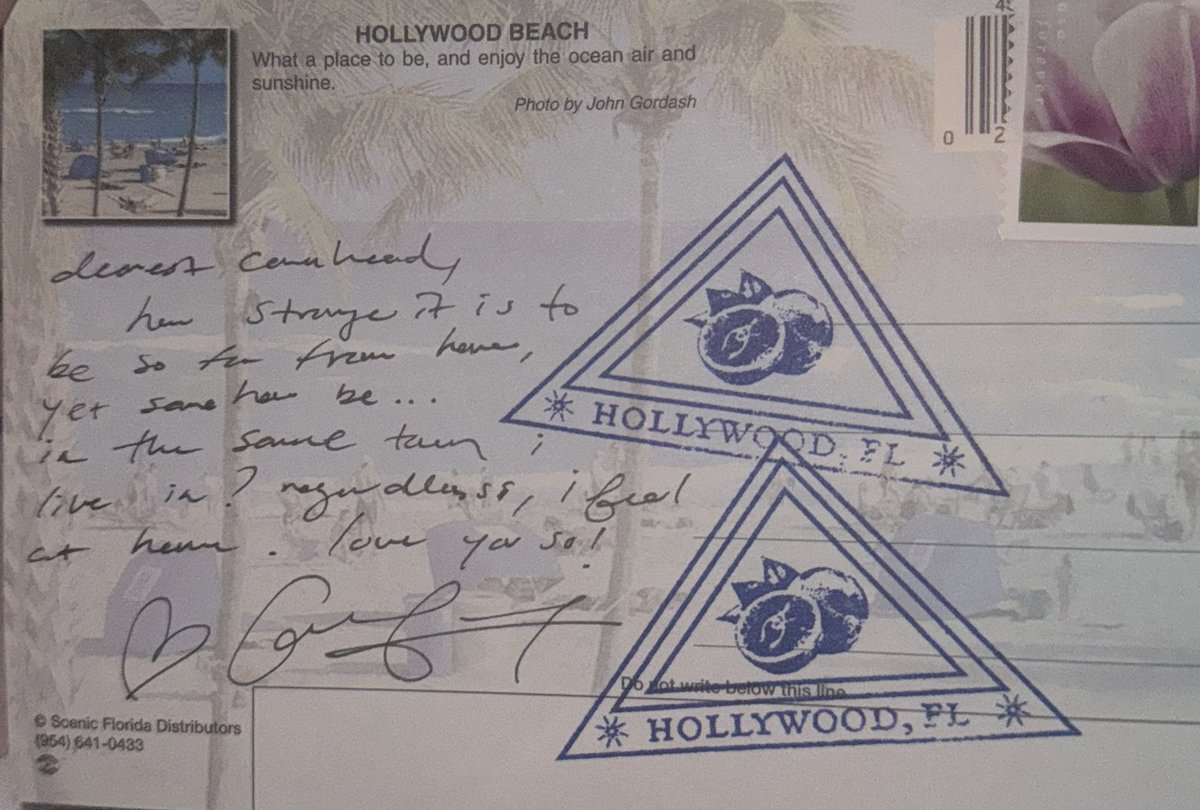 HOLLYWOOD BEACH
What a place to be, and enjoy the ocean air and
sunshine.
Photo by John Gordash
forever
0 2
dearest
how strange it is to
be so far from home,
yet somehow be...
in the same town i
live in? regardless, i feel
at home. love you so!
HOLLYWOOD, FL
HOLLYWOOD, FL
Do not write below this line
© Scenic Florida Distributors
(954) 641-0433